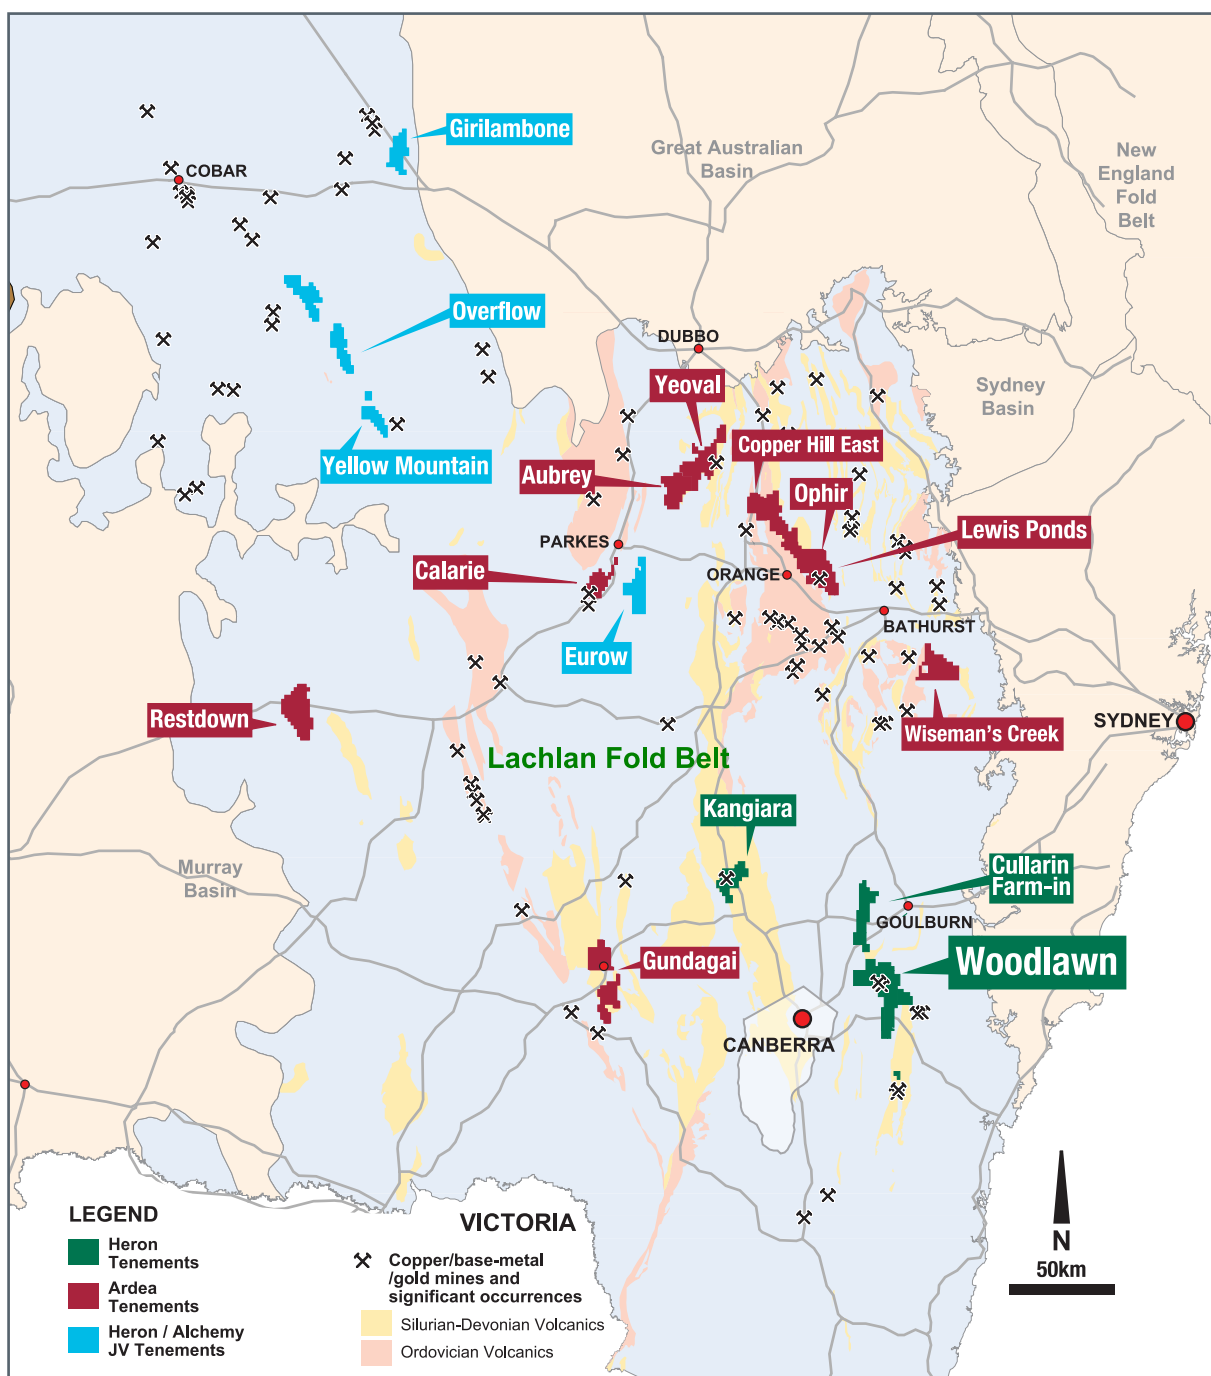 Girilambone
Great Australian
Basin
New
England
Fold
Belt
COBAR
Overflow
DUBBO
Yeoval
Sydney
Basin
Copper Hill East
Yellow Mountain
Aubrey
Ophir
Lewis Ponds
PARKES
Calarie
ORANGE
BATHURST
Eurow
Restdown
SYDNEY
Wiseman's Creek
Lachlan Fold Belt
Kangiara
Murray
Basin
Cullarin
Farm-in
GOULBURN
Gundagai
Woodlawn
CANBERRA
LEGEND
Heron
Tenements
Ardea
Tenements
Heron / Alchemy
JV Tenements
VICTORIA
Copper/base-metal
/gold mines and
significant occurrences
Silurian-Devonian Volcanics
Ordovician Volcanics
N
50km